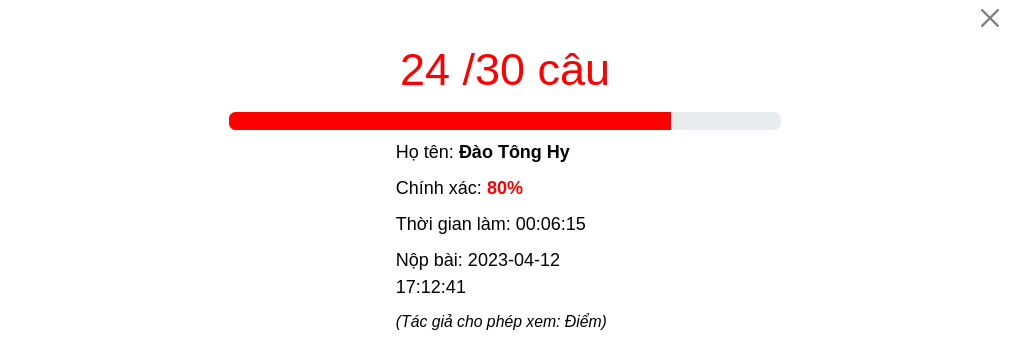 24 /30 câu
Họ tên: Đào Tông Hy
Chính xác: 80%
Thời gian làm: 00:06:15
Nộp bài: 2023-04-12
17:12:41
(Tác giả cho phép xem: Điểm)